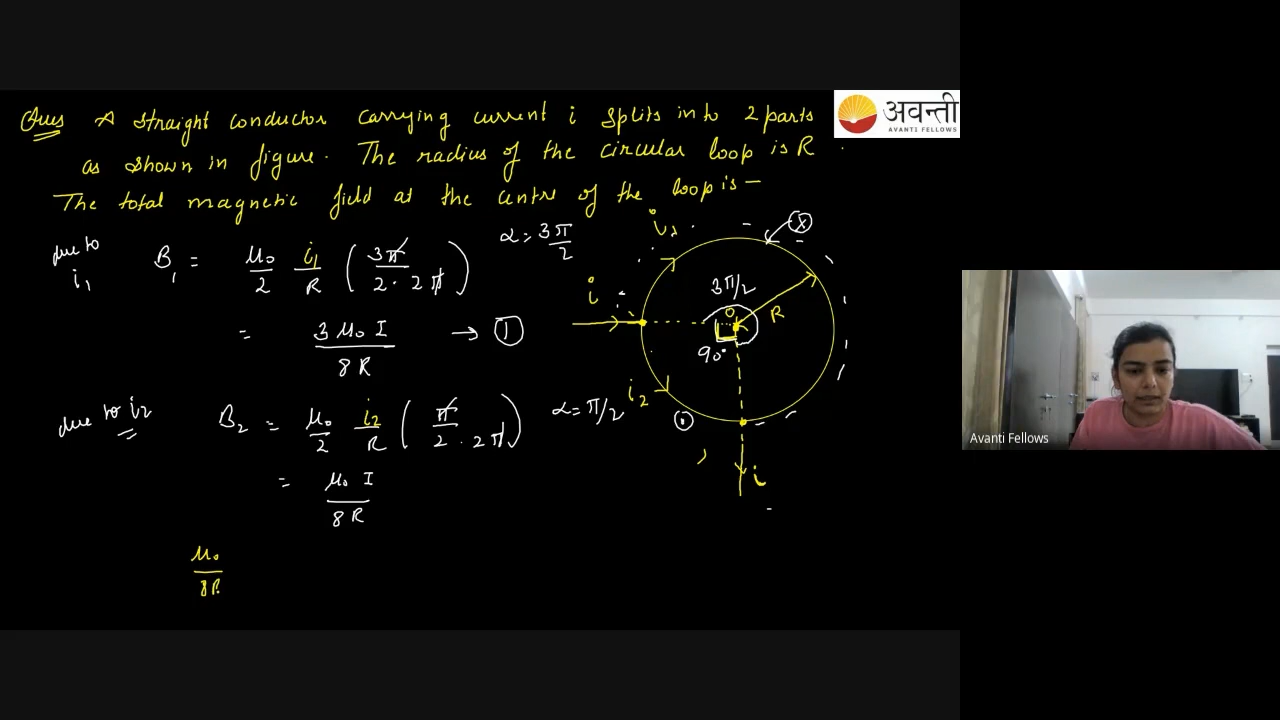 Ques A straight conductor carrying current i splits into 2 parts
as shown in figure. The radius of the circular loop is R
The total magnetic field at the centre of the loop is —
अवन्ती
AVANTI FELLOWS
due to i₁
B₁ = μ₀/2 i₁/R (3π/2·2π)
α = 3π/2
= 3μ₀I/8R → ①
due to i₂
B₂ = μ₀/2 i₂/R (π/2·2π)
α = π/2
= μ₀I/8R
μ₀/8R
i₁
ⓧ
3π/2
i
O
R
90°
i₂
⊙
i
Avanti Fellows